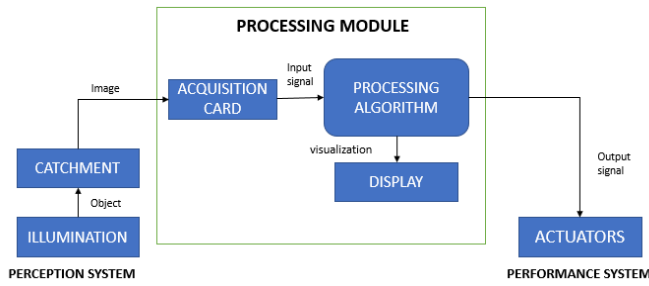 PROCESSING MODULE
Image
ACQUISITION
CARD
Input
signal
PROCESSING
ALGORITHM
visualization
DISPLAY
CATCHMENT
Object
ILLUMINATION
PERCEPTION SYSTEM
Output
signal
ACTUATORS
PERFORMANCE SYSTEM